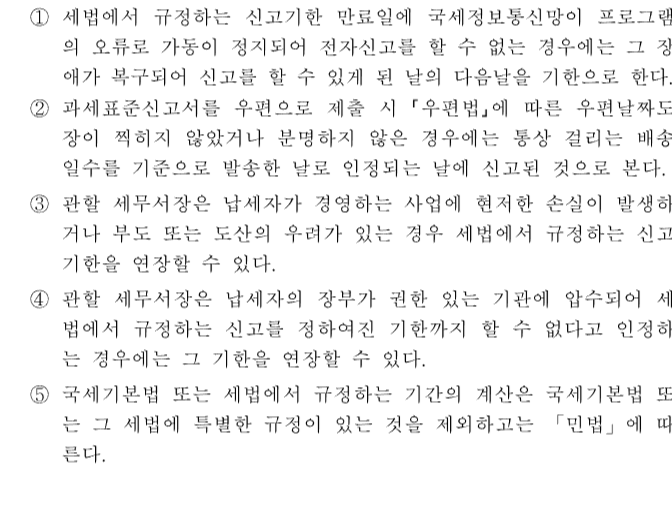 ① 세법에서 규정하는 신고기한 만료일에 국세정보통신망이 프로그램
의 오류로 가동이 정지되어 전자신고를 할 수 없는 경우에는 그 장
애가 복구되어 신고를 할 수 있게 된 날의 다음날을 기한으로 한다.
② 과세표준신고서를 우편으로 제출 시 「우편법」에 따른 우편날짜도
장이 찍히지 않았거나 분명하지 않은 경우에는 통상 걸리는 배송
일수를 기준으로 발송한 날로 인정되는 날에 신고된 것으로 본다.
③ 관할 세무서장은 납세자가 경영하는 사업에 현저한 손실이 발생하
거나 부도 또는 도산의 우려가 있는 경우 세법에서 규정하는 신고
기한을 연장할 수 있다.
④ 관할 세무서장은 납세자의 장부가 권한 있는 기관에 압수되어 세
법에서 규정하는 신고를 정하여진 기한까지 할 수 없다고 인정하
는 경우에는 그 기한을 연장할 수 있다.
⑤ 국세기본법 또는 세법에서 규정하는 기간의 계산은 국세기본법 또
는 그 세법에 특별한 규정이 있는 것을 제외하고는 「민법」에 따
른다.